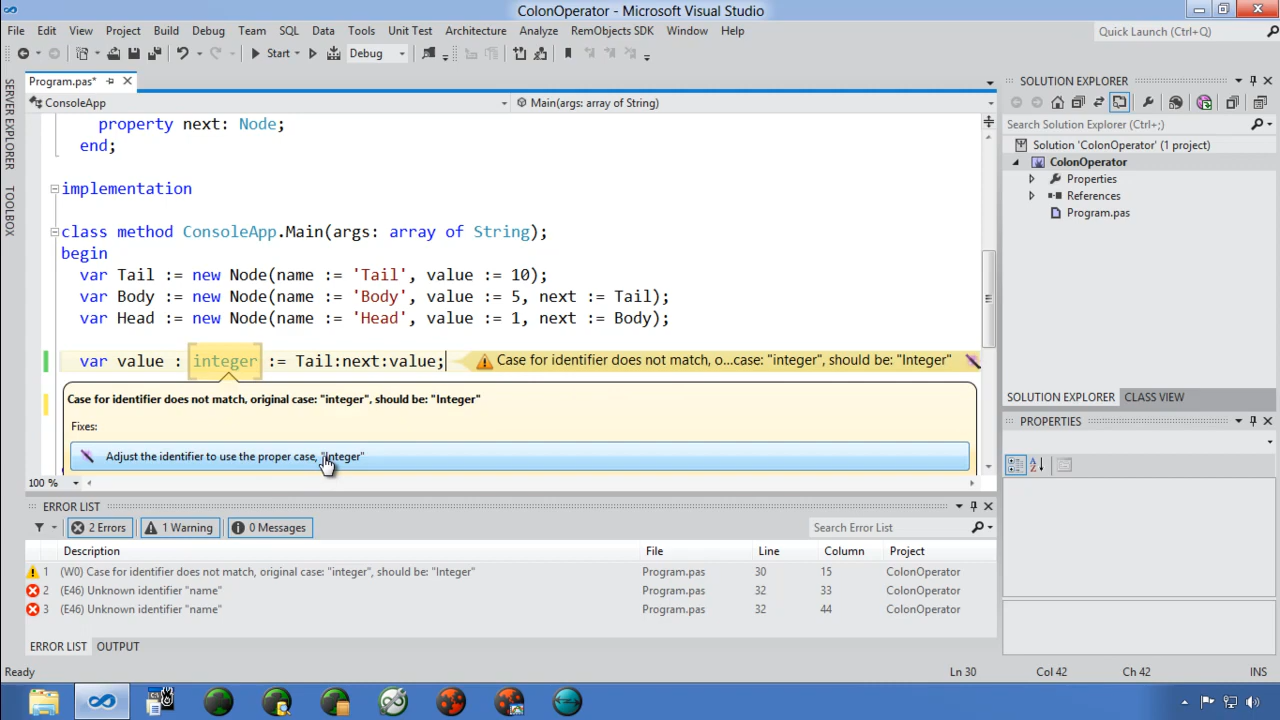 ColonOperator - Microsoft Visual Studio
File Edit View Project Build Debug Team SQL Data Tools Unit Test Architecture Analyze RemObjects SDK Window Help
Quick Launch (Ctrl+Q)
Start Debug
SERVER EXPLORER
TOOLBOX
Program.pas*
ConsoleApp
Main(args: array of String)
property next: Node;
end;
implementation
class method ConsoleApp.Main(args: array of String);
begin
var Tail := new Node(name := 'Tail', value := 10);
var Body := new Node(name := 'Body', value := 5, next := Tail);
var Head := new Node(name := 'Head', value := 1, next := Body);
var value : integer := Tail:next:value;
Case for identifier does not match, o...case: "integer", should be: "Integer"
Case for identifier does not match, original case: "integer", should be: "Integer"
Fixes:
Adjust the identifier to use the proper case, "Integer"
100 %
SOLUTION EXPLORER
Search Solution Explorer (Ctrl+;)
Solution 'ColonOperator' (1 project)
ColonOperator
Properties
References
Program.pas
SOLUTION EXPLORER CLASS VIEW
PROPERTIES
ERROR LIST
2 Errors 1 Warning 0 Messages
Search Error List
Description File Line Column Project
1 (W0) Case for identifier does not match, original case: "integer", should be: "Integer" Program.pas 30 15 ColonOperator
2 (E46) Unknown identifier "name" Program.pas 32 33 ColonOperator
3 (E46) Unknown identifier "name" Program.pas 32 44 ColonOperator
ERROR LIST OUTPUT
Ready Ln 30 Col 42 Ch 42 INS